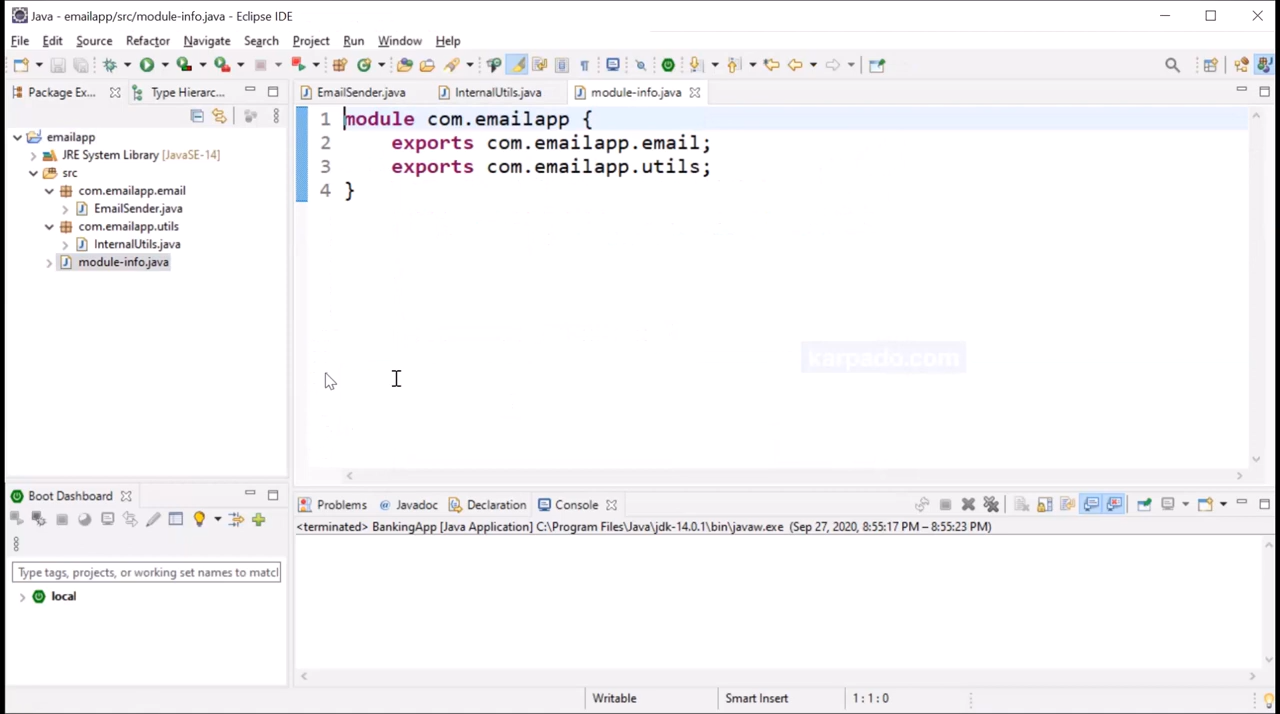 Java - emailapp/src/module-info.java - Eclipse IDE
File Edit Source Refactor Navigate Search Project Run Window Help
Package Ex... Type Hierarc...
emailapp
JRE System Library [JavaSE-14]
src
com.emailapp.email
EmailSender.java
com.emailapp.utils
InternalUtils.java
module-info.java
EmailSender.java InternalUtils.java module-info.java
1 module com.emailapp {
2 exports com.emailapp.email;
3 exports com.emailapp.utils;
4 }
karpado.com
Boot Dashboard
Type tags, projects, or working set names to matcl
local
Problems @ Javadoc Declaration Console
<terminated> BankingApp [Java Application] C:\Program Files\Java\jdk-14.0.1\bin\javaw.exe (Sep 27, 2020, 8:55:17 PM – 8:55:23 PM)
Writable Smart Insert 1 : 1 : 0